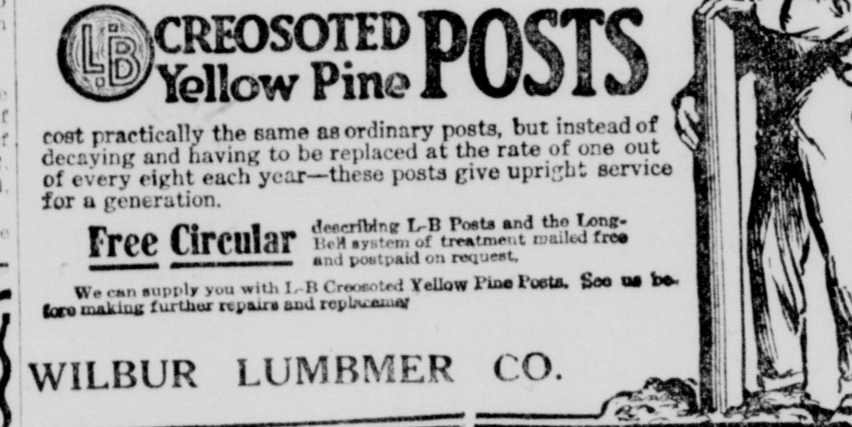 LB
CREOSOTED
Yellow Pine
POSTS
cost practically the same as ordinary posts, but instead of
decaying and having to be replaced at the rate of one out
of every eight each year—these posts give upright service
for a generation.
Free Circular
describing L-B Posts and the Long-
Bell system of treatment mailed free
and postpaid on request.
We can supply you with L-B Creosoted Yellow Pine Posts. See us be-
fore making further repairs and
WILBUR LUMBMER CO.